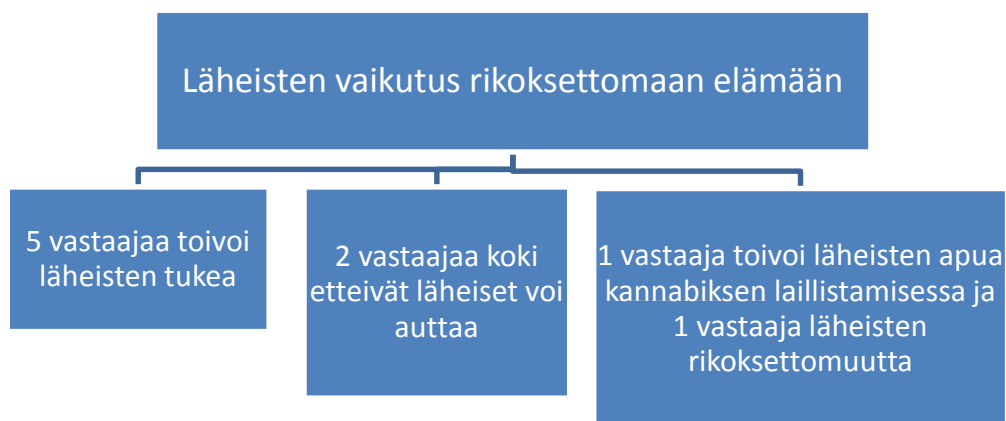 Läheisten vaikutus rikoksettomaan elämään
5 vastaajaa toivoi
läheisten tukea
2 vastaajaa koki
etteivät läheiset voi
auttaa
1 vastaaja toivoi läheisten apua
kannabiksen laillistamisessa ja
1 vastaaja läheisten
rikoksettomuutta